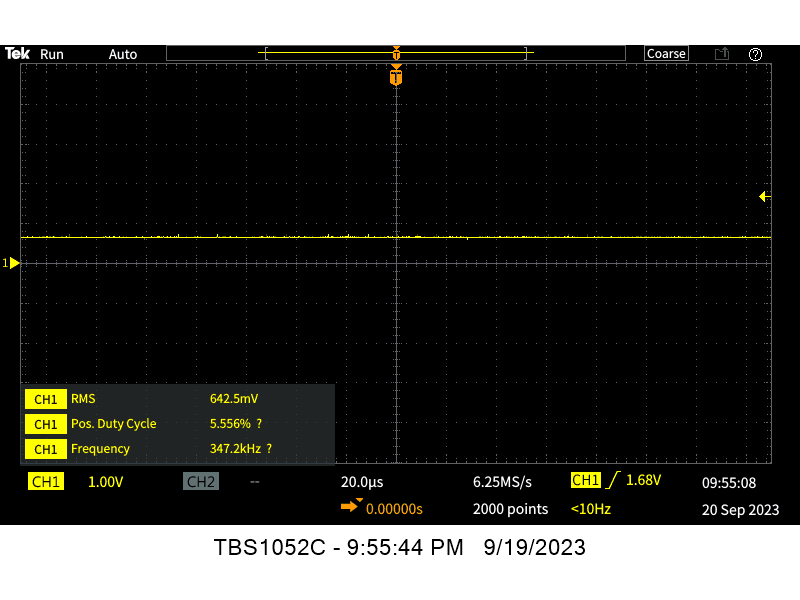 Tek Run Auto Coarse ?
T
T
1
CH1 RMS 642.5mV
CH1 Pos. Duty Cycle 5.556% ?
CH1 Frequency 347.2kHz ?
CH1 1.00V CH2 -- 20.0µs 6.25MS/s CH1 1.68V 09:55:08
0.00000s 2000 points <10Hz 20 Sep 2023
TBS1052C - 9:55:44 PM 9/19/2023